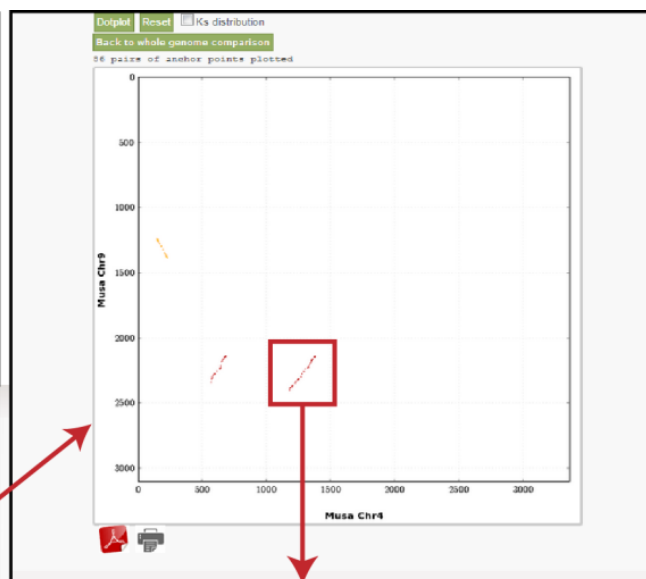 Dotplot Reset Ks distribution
Back to whole genome comparison
56 pairs of anchor points plotted
0
500
1000
1500
2000
2500
3000
Musa Chr9
0 500 1000 1500 2000 2500 3000
Musa Chr4